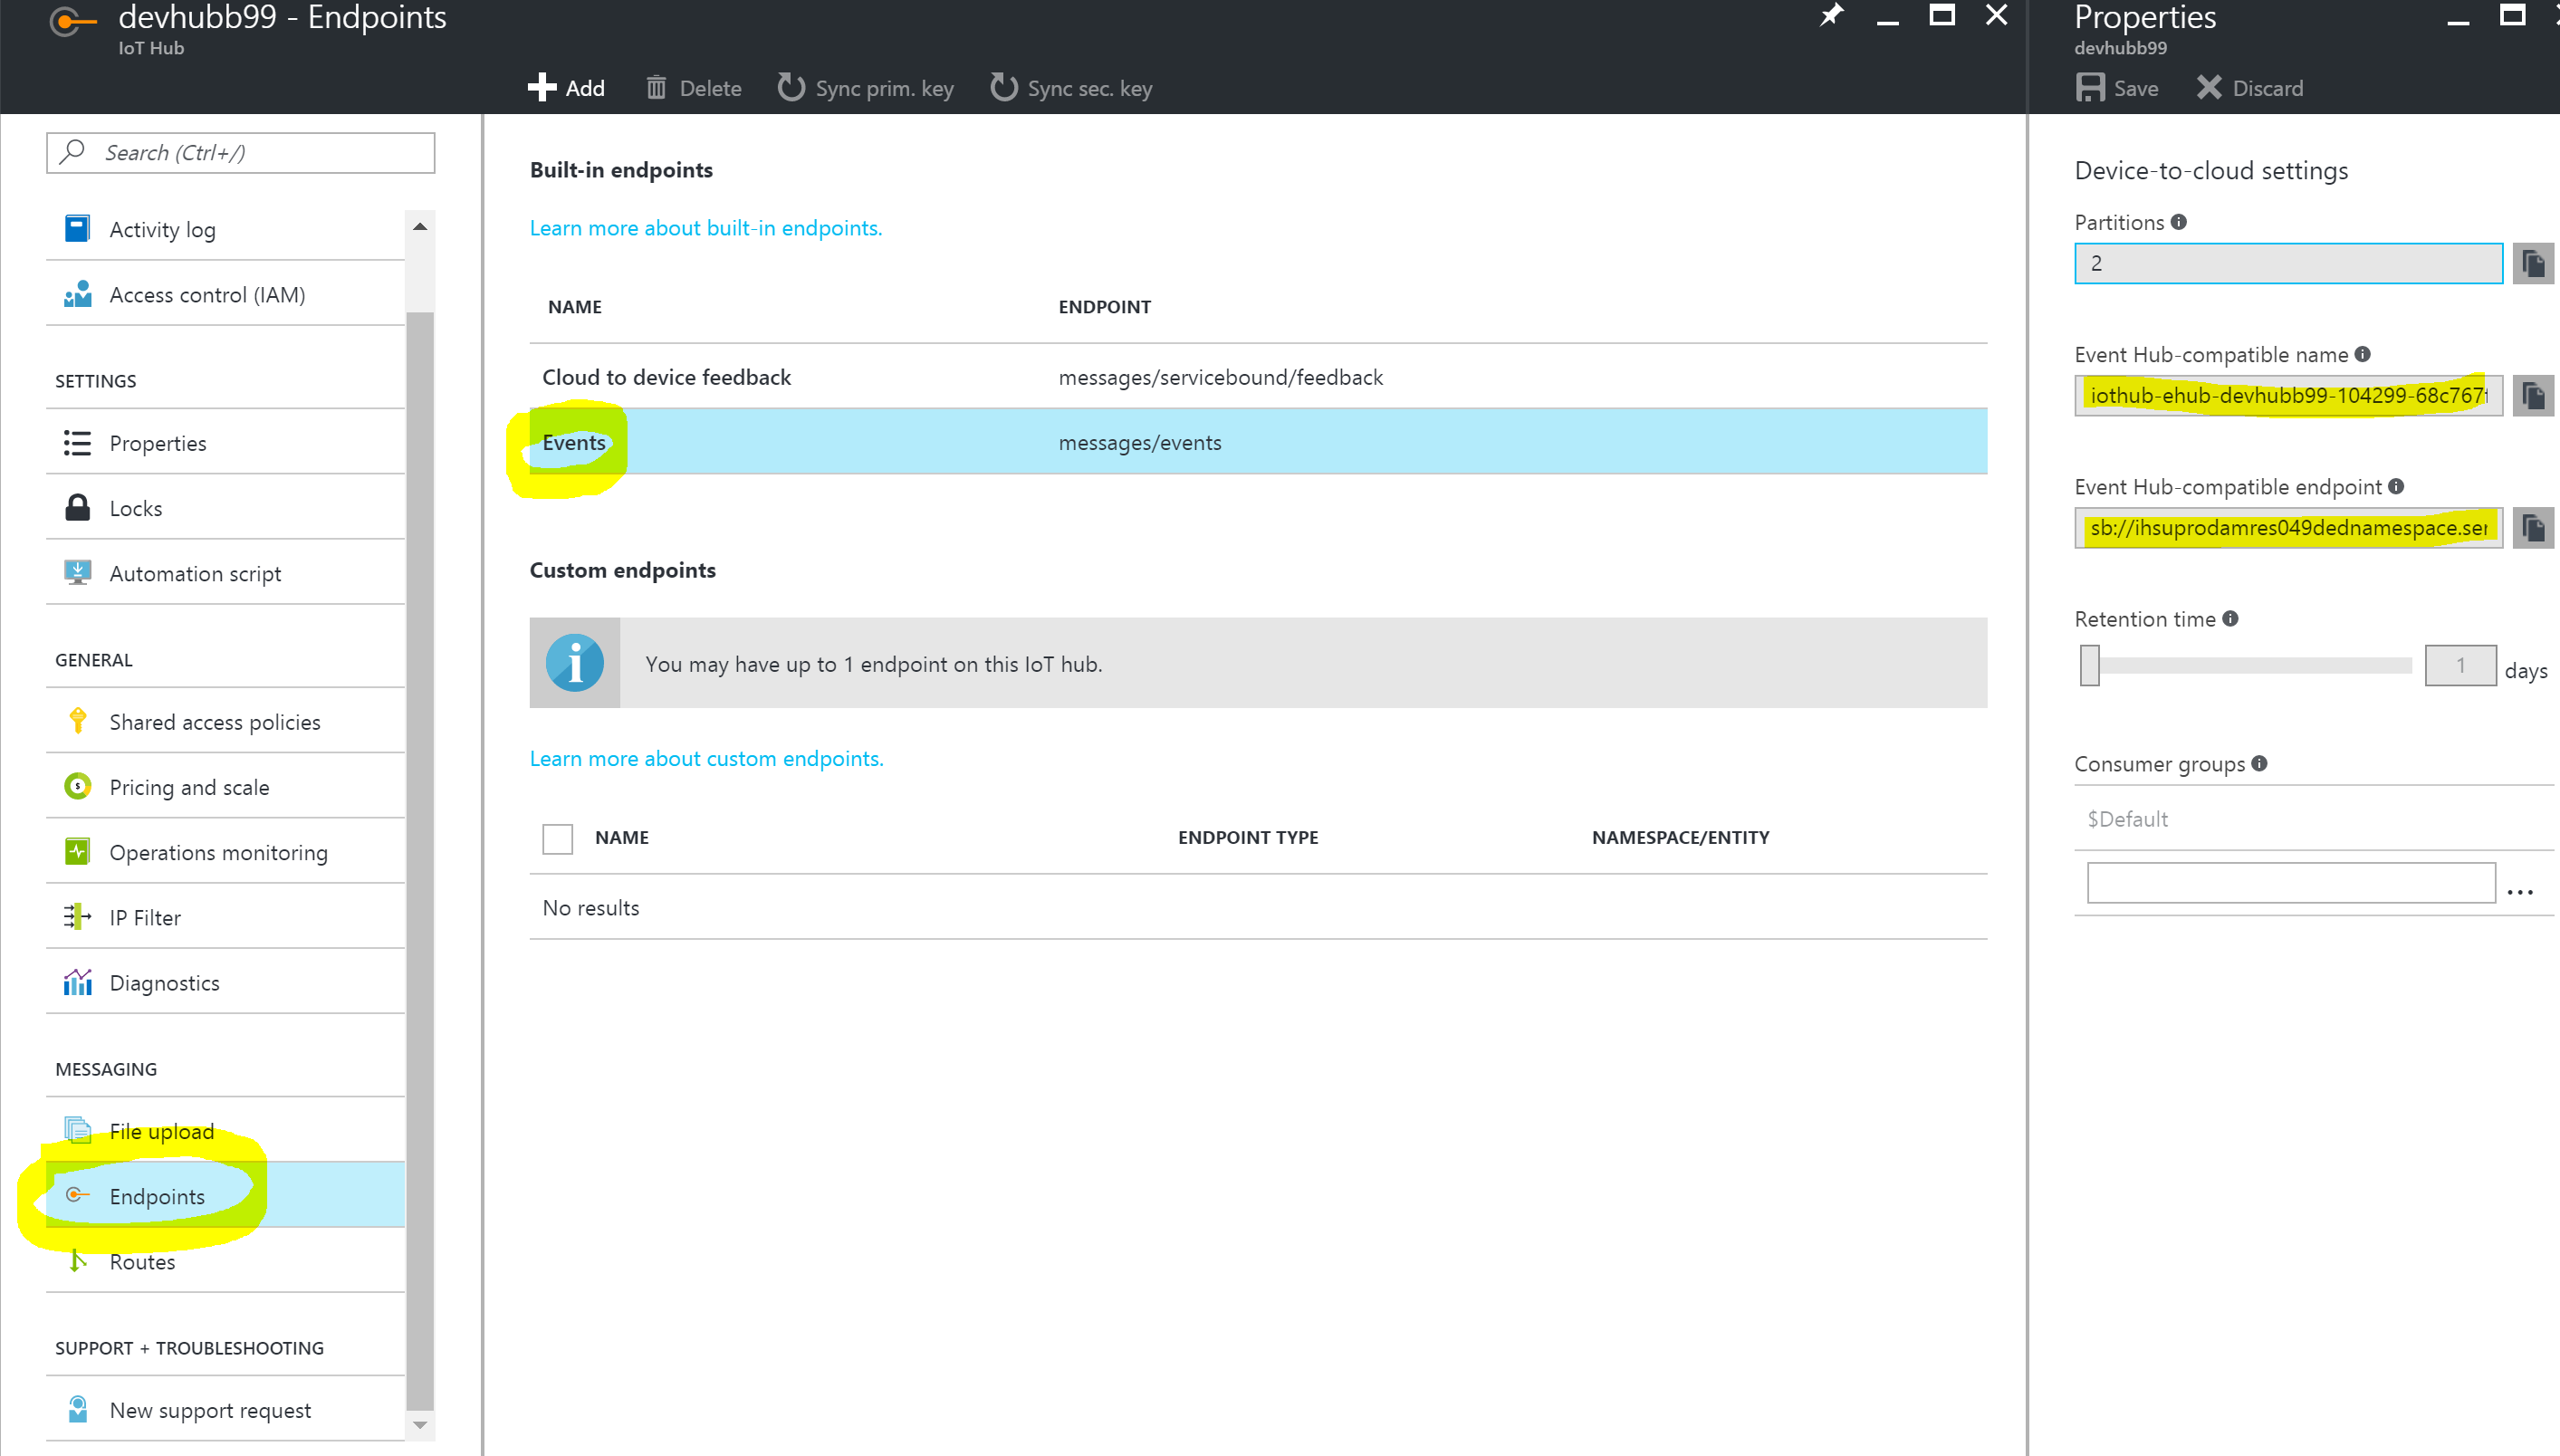 devhubb99 - Endpoints
IoT Hub
Add
Delete
Sync prim. key
Sync sec. key
Search (Ctrl+/)
Activity log
Access control (IAM)
SETTINGS
Properties
Locks
Automation script
GENERAL
Shared access policies
Pricing and scale
Operations monitoring
IP Filter
Diagnostics
MESSAGING
File upload
Endpoints
Routes
SUPPORT + TROUBLESHOOTING
New support request
Built-in endpoints
Learn more about built-in endpoints.
NAME ENDPOINT
Cloud to device feedback messages/servicebound/feedback
Events messages/events
Custom endpoints
You may have up to 1 endpoint on this IoT hub.
Learn more about custom endpoints.
NAME ENDPOINT TYPE NAMESPACE/ENTITY
No results
Properties
devhubb99
Save
Discard
Device-to-cloud settings
Partitions
2
Event Hub-compatible name
iothub-ehub-devhubb99-104299-68c767f
Event Hub-compatible endpoint
sb://ihsuprodamres049dednamespace.ser
Retention time
1 days
Consumer groups
$Default
...